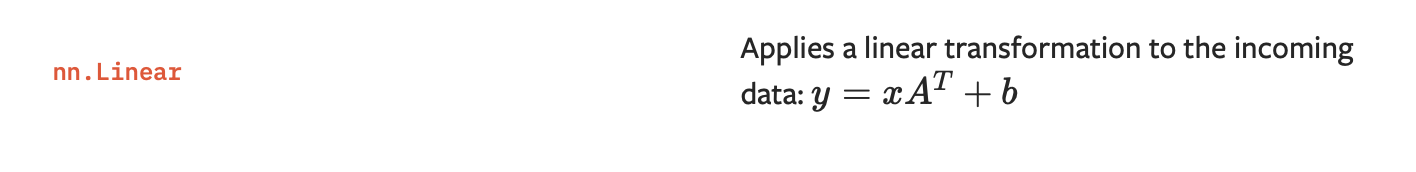 nn.Linear
Applies a linear transformation to the incoming
data: y = xA^T + b